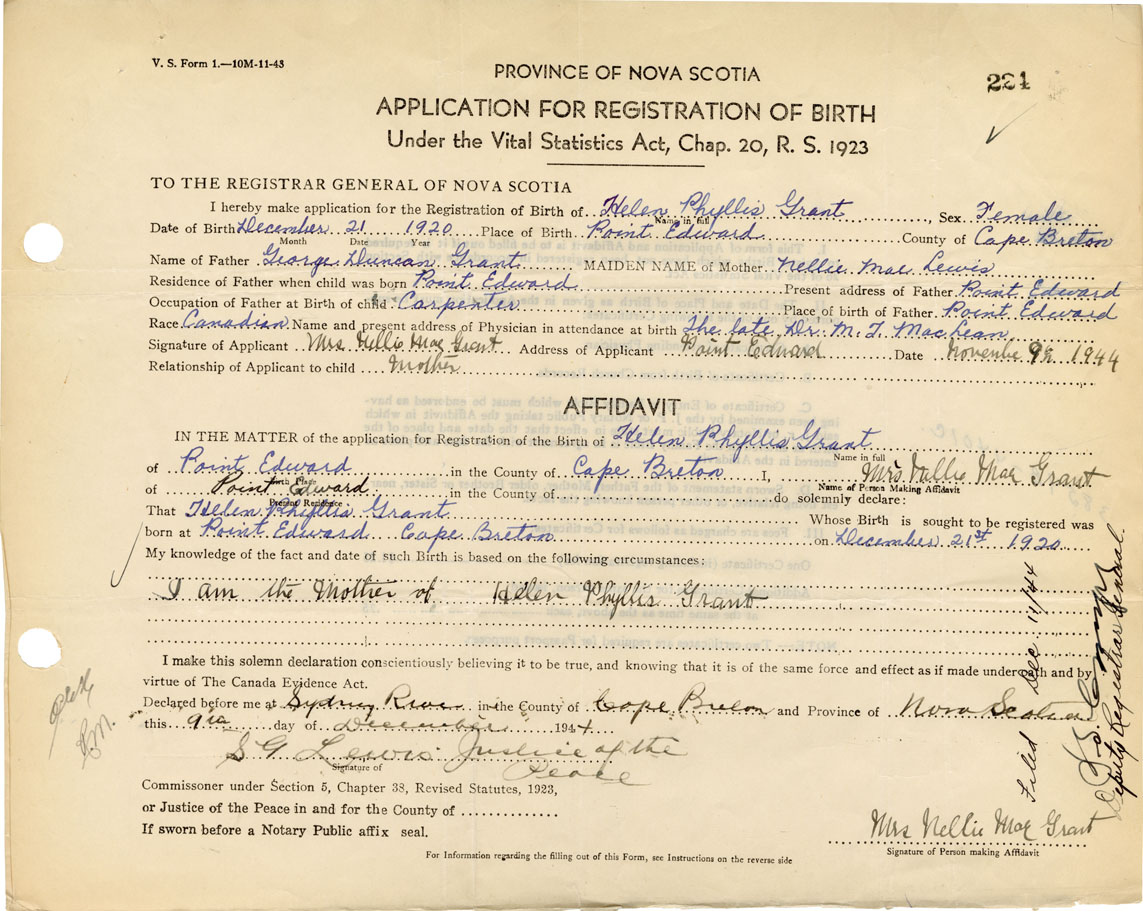 V. S. Form 1.—10M-11-43
PROVINCE OF NOVA SCOTIA
221
APPLICATION FOR REGISTRATION OF BIRTH
Under the Vital Statistics Act, Chap. 20, R. S. 1923
TO THE REGISTRAR GENERAL OF NOVA SCOTIA
I hereby make application for the Registration of Birth of Helen Phyllis Grant, Sex Female
Name in full
Date of Birth December 21 1920 Place of Birth Point Edward County of Cape Breton
Month Date Year
Name of Father George Duncan Grant MAIDEN NAME of Mother Nellie Mae Lewis
Residence of Father when child was born Point Edward Present address of Father Point Edward
Occupation of Father at Birth of child Carpenter Place of birth of Father Point Edward
Race Canadian Name and present address of Physician in attendance at birth The late Dr. M. T. MacLean
Signature of Applicant Mrs Nellie Mae Grant Address of Applicant Point Edward Date 1944
Relationship of Applicant to child Mother
AFFIDAVIT
IN THE MATTER of the application for Registration of the Birth of Helen Phyllis Grant
Name in full
of Point Edward in the County of Cape Breton I, Mrs Nellie Mae Grant
Birth Place
Name of Person Making Affidavit
of Point Edward in the County of do solemnly declare:
Present Residence
That Helen Phyllis Grant Whose Birth is sought to be registered was
born at Point Edward Cape Breton on December 21st 1920
My knowledge of the fact and date of such Birth is based on the following circumstances:
I am the Mother of Helen Phyllis Grant
I make this solemn declaration conscientiously believing it to be true, and knowing that it is of the same force and effect as if made under oath and by
virtue of The Canada Evidence Act.
Declared before me at Sydney River in the County of Cape Breton and Province of Nova Scotia
this 9th day of December 1944
S G Lewis Justice of the
Peace
Signature of
Commissioner under Section 5, Chapter 38, Revised Statutes, 1923,
or Justice of the Peace in and for the County of
If sworn before a Notary Public affix seal.
Mrs Nellie Mae Grant
Signature of Person making Affidavit
For Information regarding the filling out of this Form, see Instructions on the reverse side
Filed Dec 11/44
Deputy Registrar General.